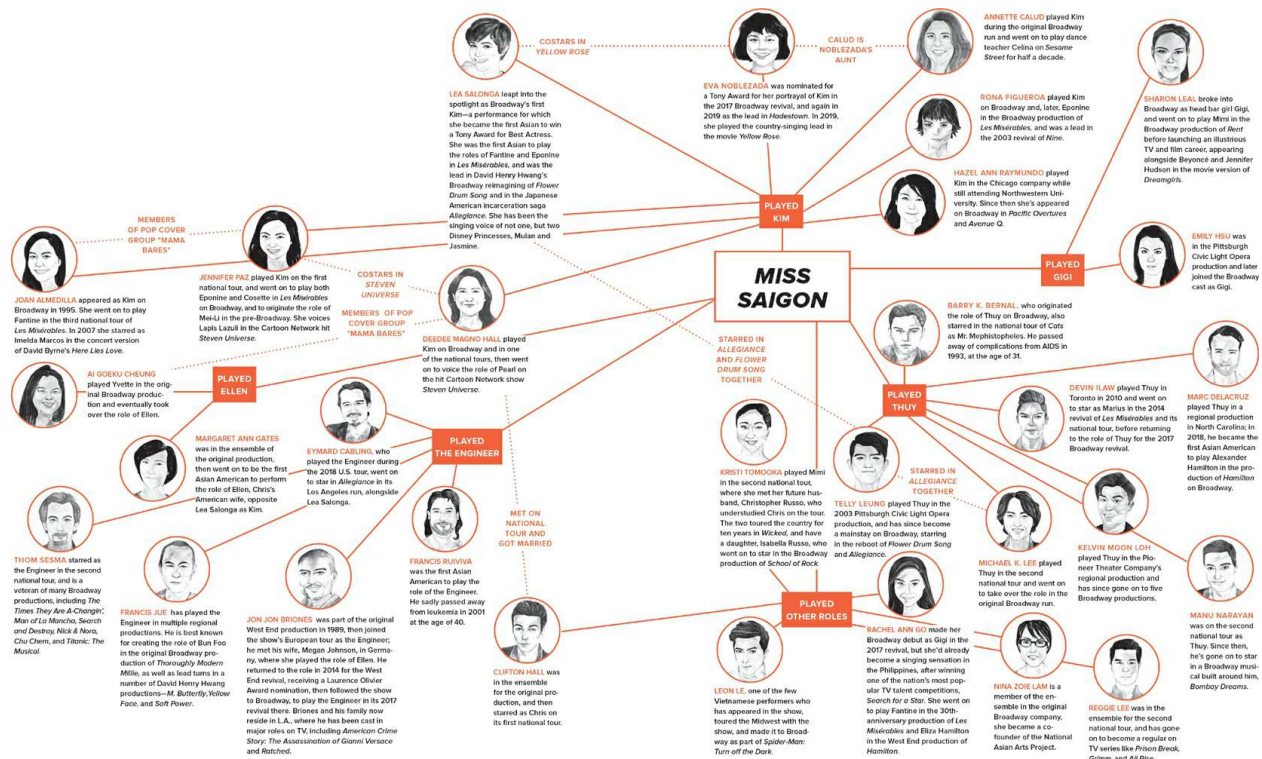 COSTARS IN
YELLOW ROSE
CALUD IS
NOBLEZADA'S
AUNT
ANNETTE CALUD played Kim
during the original Broadway
run and went on to play dance
teacher Celina on Sesame
Street for half a decade.
LEA SALONGA leapt into the
spotlight as Broadway's first
Kim—a performance for which
she became the first Asian to win
a Tony Award for Best Actress.
She was the first Asian to play
the roles of Fantine and Eponine
in Les Misérables, and was the
lead in David Henry Hwang's
Broadway reimagining of Flower
Drum Song and in the Japanese
American incarceration saga
Allegiance. She has been the
singing voice of not one, but two
Disney Princesses, Mulan and
Jasmine.
EVA NOBLEZADA was nominated for
a Tony Award for her portrayal of Kim in
the 2017 Broadway revival, and again in
2019 as the lead in Hadestown. In 2019,
she played the country-singing lead in
the movie Yellow Rose.
RONA FIGUEROA played Kim
on Broadway and, later, Eponine
in the Broadway production of
Les Misérables, and was a lead in
the 2003 revival of Nine.
SHARON LEAL broke into
Broadway as head bar girl Gigi,
and went on to play Mimi in the
Broadway production of Rent
before launching an illustrious
TV and film career, appearing
alongside Beyoncé and Jennifer
Hudson in the movie version of
Dreamgirls.
HAZEL ANN RAYMUNDO played
Kim in the Chicago company while
still attending Northwestern Uni-
versity. Since then she's appeared
on Broadway in Pacific Overtures
and Avenue Q.
PLAYED
KIM
MEMBERS
OF POP COVER
GROUP "MAMA
BARES"
EMILY HSU was
in the Pittsburgh
Civic Light Opera
production and later
joined the Broadway
cast as Gigi.
MISS
SAIGON
PLAYED
GIGI
JOAN ALMEDILLA appeared as Kim on
Broadway in 1995. She went on to play
Fantine in the third national tour of
Les Misérables. In 2007 she starred as
Imelda Marcos in the concert version
of David Byrne's Here Lies Love.
JENNIFER PAZ played Kim on the first
national tour, and went on to play both
Eponine and Cosette in Les Misérables
on Broadway, and to originate the role of
Mei-Li in the pre-Broadway. She voices
Lapis Lazuli in the Cartoon Network hit
Steven Universe.
COSTARS IN
STEVEN
UNIVERSE
MEMBERS OF POP
COVER GROUP
"MAMA BARES"
DEEDEE MAGNO HALL played
Kim on Broadway and in one
of the national tours, then went
on to voice the role of Pearl on
the hit Cartoon Network show
Steven Universe.
STARRED IN
ALLEGIANCE
AND FLOWER
DRUM SONG
TOGETHER
BARRY K. BERNAL, who originated
the role of Thuy on Broadway, also
starred in the national tour of Cats
as Mr. Mephistopheles. He passed
away of complications from AIDS in
1993, at the age of 31.
AI GOEKU CHEUNG
played Yvette in the orig-
inal Broadway produc-
tion and eventually took
over the role of Ellen.
PLAYED
ELLEN
PLAYED
THUY
DEVIN ILAW played Thuy in
Toronto in 2010 and went on
to star as Marius in the 2014
revival of Les Misérables and its
national tour, before returning
to the role of Thuy for the 2017
Broadway revival.
MARC DELACRUZ
played Thuy in a
regional production
in North Carolina; in
2018, he became the
first Asian American
to play Alexander
Hamilton in the pro-
duction of Hamilton
on Broadway.
MARGARET ANN GATES
was in the ensemble of
the original production,
then went on to be the first
Asian American to perform
the role of Ellen, Chris's
American wife, opposite
Lea Salonga as Kim.
EYMARD CABLING, who
played the Engineer during
the 2018 U.S. tour, went on
to star in Allegiance in its
Los Angeles run, alongside
Lea Salonga.
PLAYED
THE ENGINEER
KRISTI TOMOOKA played Mimi
in the second national tour,
where she met her future hus-
band, Christopher Russo, who
understudied Chris on the tour.
The two toured the country for
ten years in Wicked, and have
a daughter, Isabella Russo, who
went on to star in the Broadway
production of School of Rock.
STARRED IN
ALLEGIANCE
TOGETHER
TELLY LEUNG played Thuy in the
2003 Pittsburgh Civic Light Opera
production, and has since become
a mainstay on Broadway, starring
in the reboot of Flower Drum Song
and Allegiance.
MET ON
NATIONAL
TOUR AND
GOT MARRIED
THOM SESMA starred as
the Engineer in the second
national tour, and is a
veteran of many Broadway
productions, including The
Times They Are A-Changin',
Man of La Mancha, Search
and Destroy, Nick & Nora,
Chu Chem, and Titanic: The
Musical.
FRANCIS RUIVIVA
was the first Asian
American to play the
role of the Engineer.
He sadly passed away
from leukemia in 2001
at the age of 40.
MICHAEL K. LEE played
Thuy in the second
national tour and went on
to take over the role in the
original Broadway run.
KELVIN MOON LOH
played Thuy in the Pio-
neer Theater Company's
regional production and
has since gone on to five
Broadway productions.
PLAYED
OTHER ROLES
FRANCIS JUE has played the
Engineer in multiple regional
productions. He is best known
for creating the role of Bun Foo
in the original Broadway pro-
duction of Thoroughly Modern
Millie, as well as lead turns in a
number of David Henry Hwang
productions—M. Butterfly, Yellow
Face, and Soft Power.
JON JON BRIONES was part of the original
West End production in 1989, then joined
the show's European tour as the Engineer;
he met his wife, Megan Johnson, in Germa-
ny, where she played the role of Ellen. He
returned to the role in 2014 for the West
End revival, receiving a Laurence Olivier
Award nomination, then followed the show
to Broadway, to play the Engineer in its 2017
revival there. Briones and his family now
reside in L.A., where he has been cast in
major roles on TV, including American Crime
Story: The Assassination of Gianni Versace
and Ratched.
CLIFTON HALL was
in the ensemble
for the original pro-
duction, and then
starred as Chris on
its first national tour.
LEON LE, one of the few
Vietnamese performers who
has appeared in the show,
toured the Midwest with the
show, and made it to Broad-
way as part of Spider-Man:
Turn off the Dark.
RACHEL ANN GO made her
Broadway debut as Gigi in the
2017 revival, but she'd already
become a singing sensation in
the Philippines, after winning
one of the nation's most pop-
ular TV talent competitions,
Search for a Star. She went on
to play Fantine in the 30th-
anniversary production of Les
Misérables and Eliza Hamilton
in the West End production of
Hamilton.
NINA ZOIE LAM is a
member of the en-
semble in the original
Broadway company,
she became a co-
founder of the National
Asian Arts Project.
REGGIE LEE was in the
ensemble for the second
national tour, and has gone
on to become a regular on
TV series like Prison Break,
Grimm, and All Rise.
MANU NARAYAN
was on the second
national tour as
Thuy. Since then,
he's gone on to star
in a Broadway musi-
cal built around him,
Bombay Dreams.